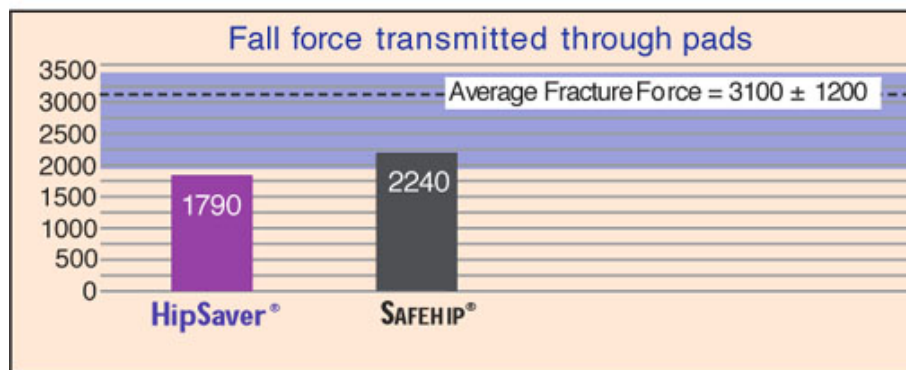 Fall force transmitted through pads
3500
3000
2500
2000
1500
1000
500
0
Average Fracture Force = 3100 ± 1200
1790
2240
HipSaver®
SAFEHIP®